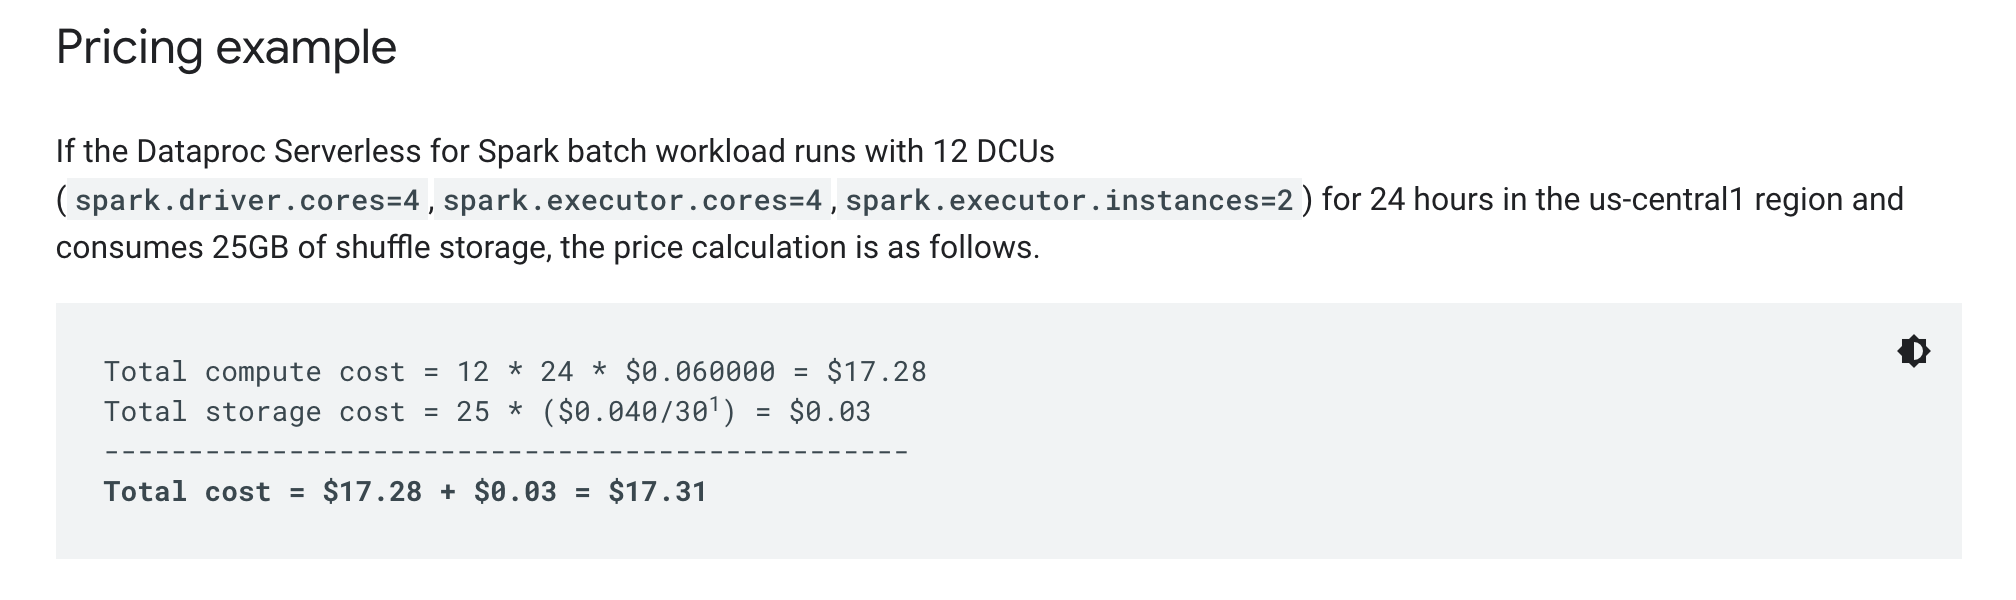 Pricing example
If the Dataproc Serverless for Spark batch workload runs with 12 DCUs
(spark.driver.cores=4, spark.executor.cores=4, spark.executor.instances=2) for 24 hours in the us-central1 region and
consumes 25GB of shuffle storage, the price calculation is as follows.
Total compute cost = 12 * 24 * $0.060000 = $17.28
Total storage cost = 25 * ($0.040/30¹) = $0.03
------------------------------------------------
Total cost = $17.28 + $0.03 = $17.31